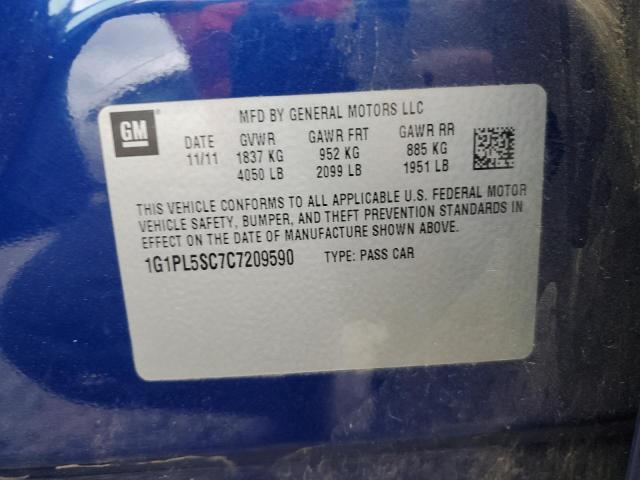 GM
MFD BY GENERAL MOTORS LLC
DATE GVWR GAWR FRT GAWR RR
11/11 1837 KG 952 KG 885 KG
4050 LB 2099 LB 1951 LB
THIS VEHICLE CONFORMS TO ALL APPLICABLE U.S. FEDERAL MOTOR
VEHICLE SAFETY, BUMPER, AND THEFT PREVENTION STANDARDS IN
EFFECT ON THE DATE OF MANUFACTURE SHOWN ABOVE.
1G1PL5SC7C7209590 TYPE: PASS CAR